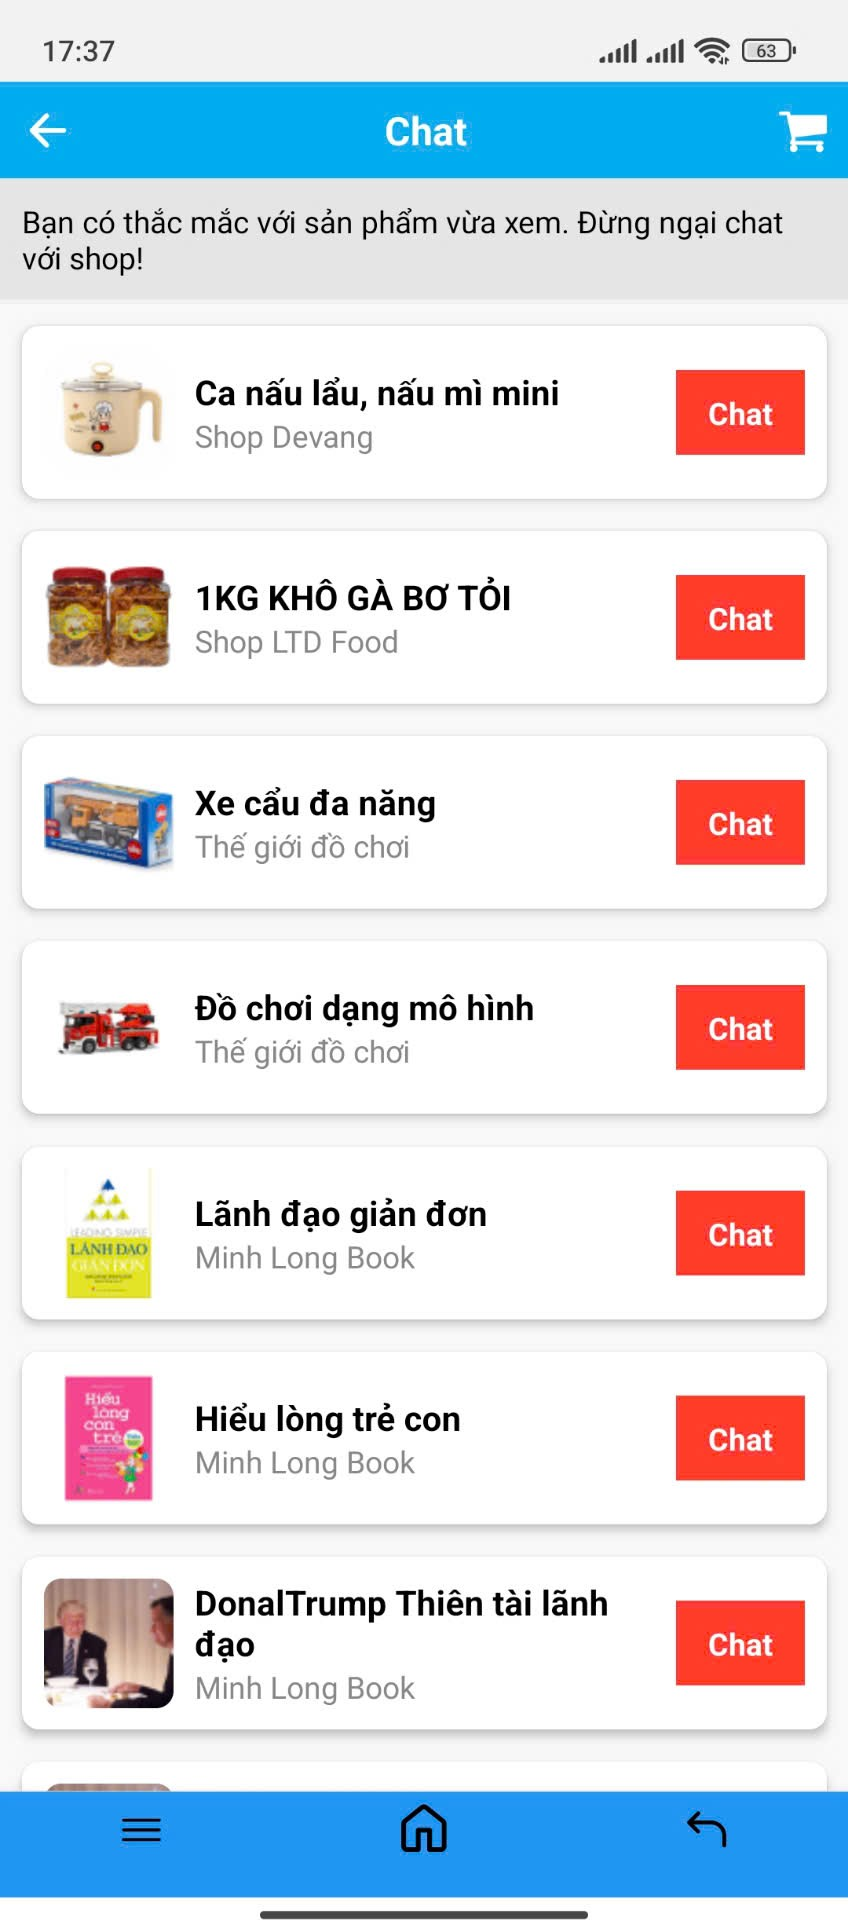 17:37
63
Chat
Bạn có thắc mắc với sản phẩm vừa xem. Đừng ngại chat
với shop!
Ca nấu lẩu, nấu mì mini
Shop Devang
Chat
1KG KHÔ GÀ BƠ TỎI
Shop LTD Food
Chat
Xe cẩu đa năng
Thế giới đồ chơi
Chat
Đồ chơi dạng mô hình
Thế giới đồ chơi
Chat
LEADING SIMPLE
LÃNH ĐẠO
GIẢN ĐƠN
Lãnh đạo giản đơn
Minh Long Book
Chat
Hiểu
lòng
con
trẻ
Hiểu lòng trẻ con
Minh Long Book
Chat
DonalTrump Thiên tài lãnh
đạo
Minh Long Book
Chat